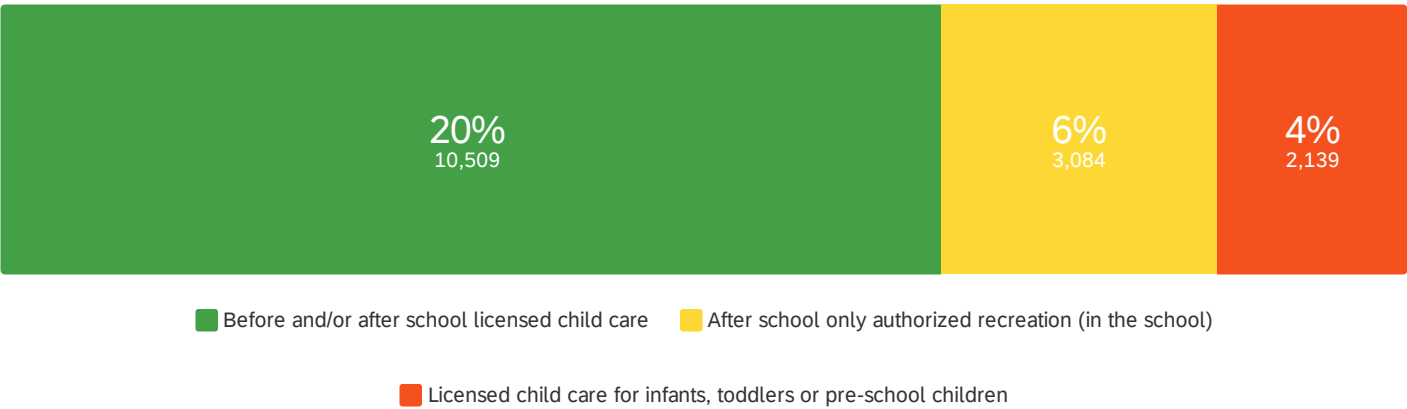 20%
10,509
6%
3,084
4%
2,139
Before and/or after school licensed child care
After school only authorized recreation (in the school)
Licensed child care for infants, toddlers or pre-school children